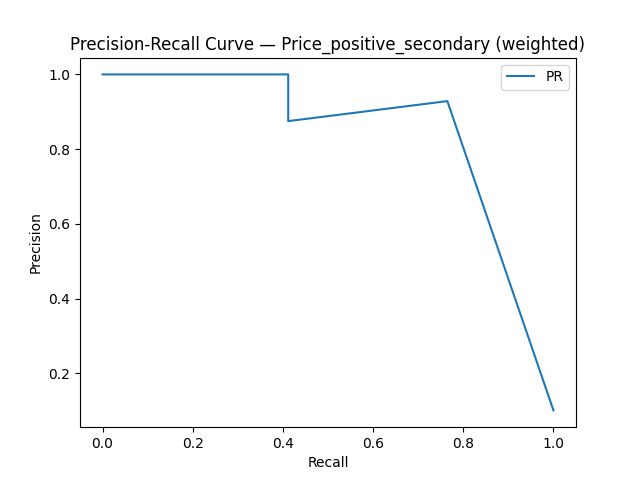 Precision-Recall Curve — Price_positive_secondary (weighted)
PR
1.0
0.8
0.6
0.4
0.2
Precision
0.0 0.2 0.4 0.6 0.8 1.0
Recall